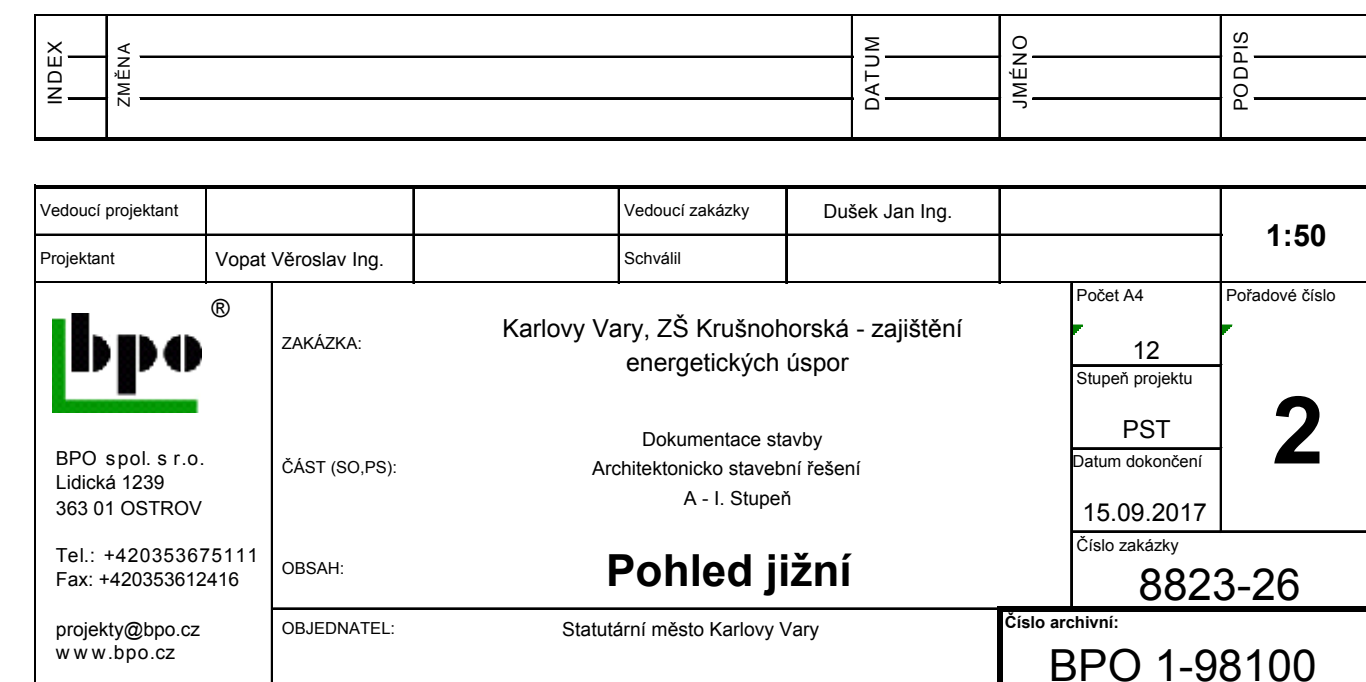 INDEX
ZMĚNA
DATUM
JMÉNO
PODPIS
Vedoucí projektant
Vedoucí zakázky
Dušek Jan Ing.
1:50
Projektant
Vopat Věroslav Ing.
Schválil
bpo ®
BPO spol. s r.o.
Lidická 1239
363 01 OSTROV
Tel.: +420353675111
Fax: +420353612416
projekty@bpo.cz
www.bpo.cz
ZAKÁZKA:
Karlovy Vary, ZŠ Krušnohorská - zajištění
energetických úspor
ČÁST (SO,PS):
Dokumentace stavby
Architektonicko stavební řešení
A - I. Stupeň
OBSAH:
Pohled jižní
OBJEDNATEL:
Statutární město Karlovy Vary
Počet A4
12
Stupeň projektu
PST
Datum dokončení
15.09.2017
Pořadové číslo
2
Číslo zakázky
8823-26
Číslo archivní:
BPO 1-98100